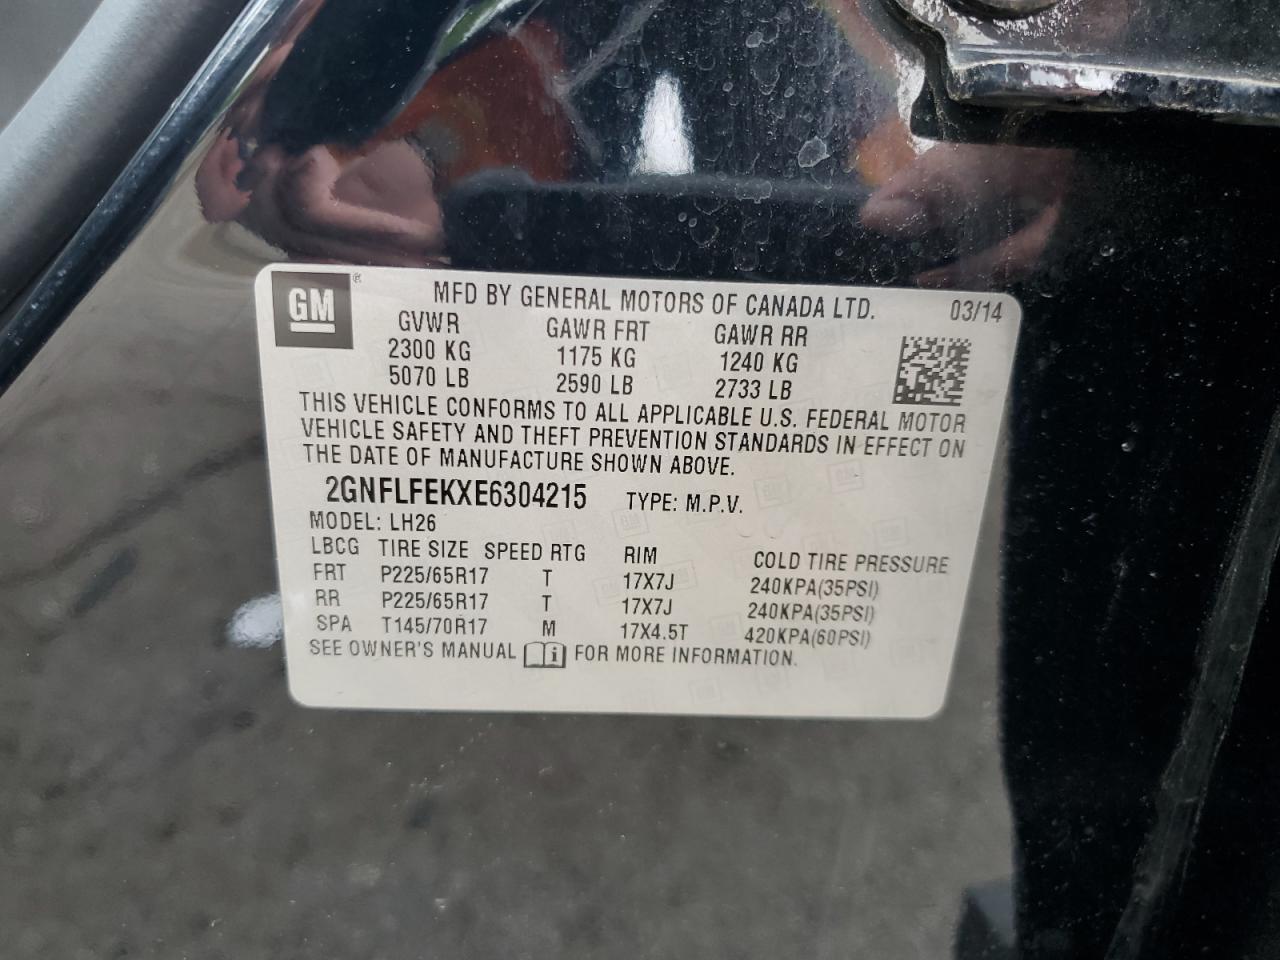 GM ®
MFD BY GENERAL MOTORS OF CANADA LTD. 03/14
GVWR GAWR FRT GAWR RR
2300 KG 1175 KG 1240 KG
5070 LB 2590 LB 2733 LB
THIS VEHICLE CONFORMS TO ALL APPLICABLE U.S. FEDERAL MOTOR
VEHICLE SAFETY AND THEFT PREVENTION STANDARDS IN EFFECT ON
THE DATE OF MANUFACTURE SHOWN ABOVE.
2GNFLFEKXE6304215 TYPE: M.P.V.
MODEL: LH26
LBCG TIRE SIZE SPEED RTG RIM COLD TIRE PRESSURE
FRT P225/65R17 T 17X7J 240KPA(35PSI)
RR P225/65R17 T 17X7J 240KPA(35PSI)
SPA T145/70R17 M 17X4.5T 420KPA(60PSI)
SEE OWNER'S MANUAL i FOR MORE INFORMATION.